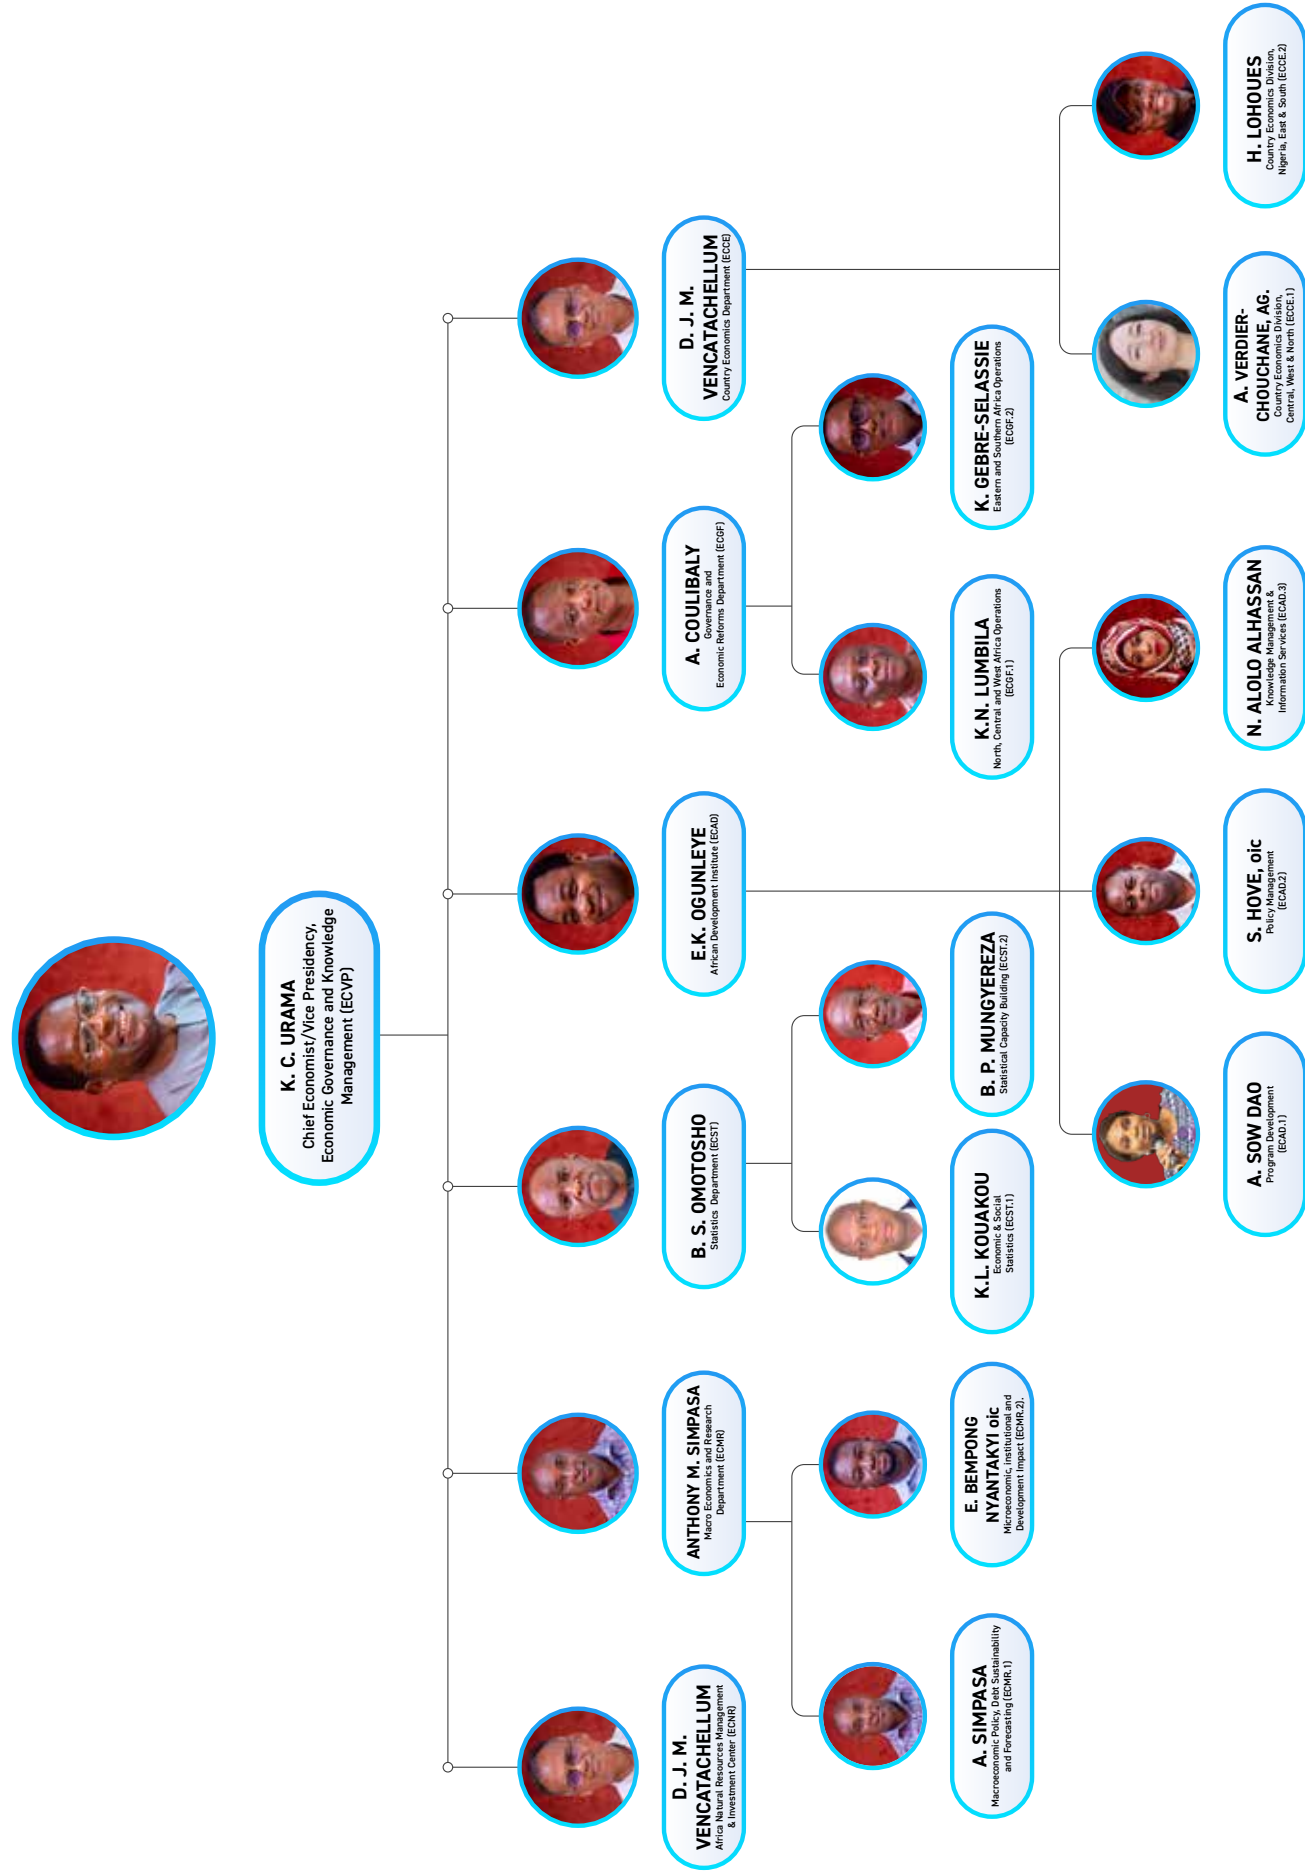 K. C. URAMA
Chief Economist/Vice Presidency,
Economic Governance and Knowledge
Management (ECVP)
D. J. M.
VENCATACHELLUM
Africa Natural Resources Management
& Investment Center (ECNR)
ANTHONY M. SIMPASA
Macro Economics and Research
Department (ECMR)
B. S. OMOTOSHO
Statistics Department (ECST)
E.K. OGUNLEYE
African Development Institute (ECAD)
A. COULIBALY
Governance and
Economic Reforms Department (ECGF)
D. J. M.
VENCATACHELLUM
Country Economics Department (ECCE)
A. SIMPASA
Macroeconomic Policy, Debt Sustainability
and Forecasting (ECMR.1)
E. BEMPONG
NYANTAKYI oic
Microeconomic, institutional and
Development Impact (ECMR.2).
K.L. KOUAKOU
Economic & Social
Statistics (ECST.1)
B. P. MUNGYEREZA
Statistical Capacity Building (ECST.2)
K.N. LUMBILA
North, Central and West Africa Operations
(ECGF.1)
K. GEBRE-SELASSIE
Eastern and Southern Africa Operations
(ECGF.2)
A. SOW DAO
Program Development
(ECAD.1)
S. HOVE, oic
Policy Management
(ECAD.2)
N. ALOLO ALHASSAN
Knowledge Management &
Information Services (ECAD.3)
A. VERDIER-
CHOUCHANE, AG.
Country Economics Division,
Central, West & North (ECCE.1)
H. LOHOUES
Country Economics Division,
Nigeria, East & South (ECCE.2)